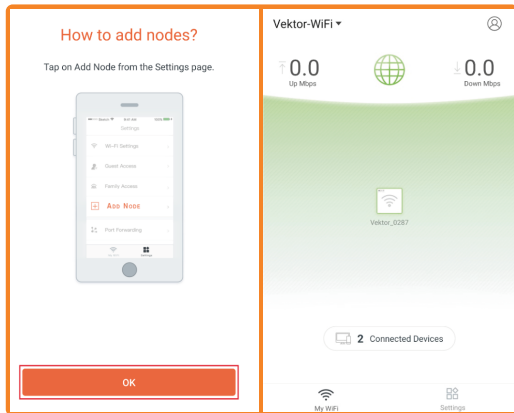 How to add nodes?
Tap on Add Node from the Settings page.
Settings
Wi-Fi Settings
Guest Access
Family Access
Add Node
Port Forwarding
My WiFi
Settings
OK
Vektor-WiFi
0.0
Up Mbps
0.0
Down Mbps
Vektor_0287
2 Connected Devices
My WiFi
Settings